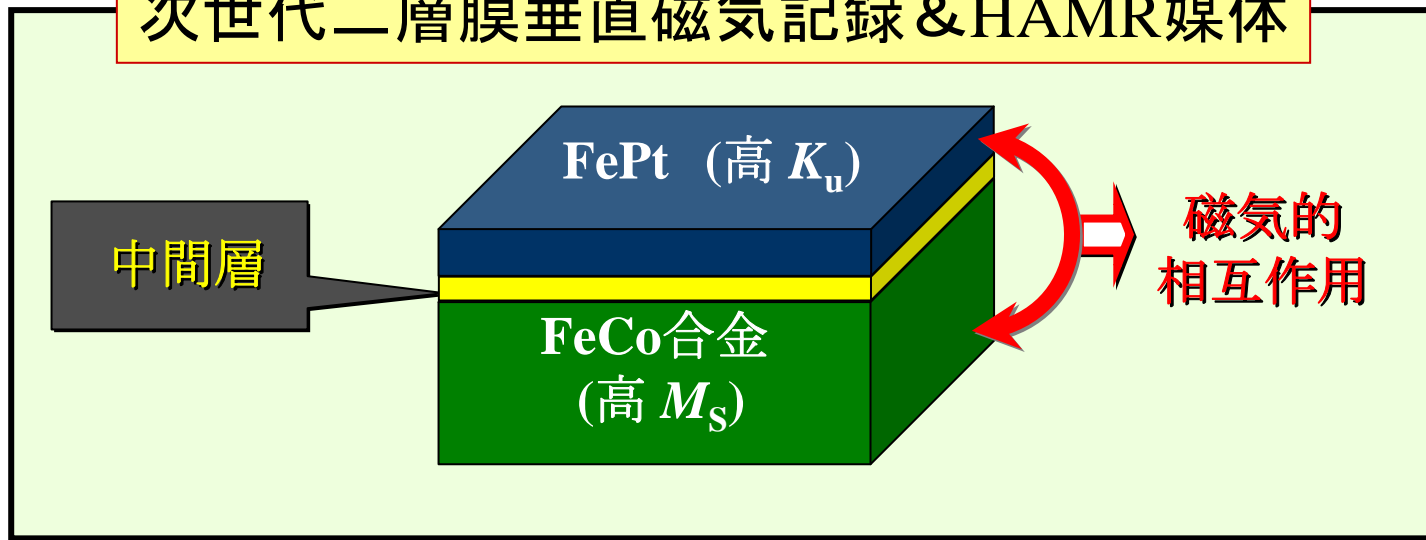 次世代二層膜垂直磁気記録＆HAMR媒体
FePt (高 Ku)
中間層
FeCo合金
(高 MS)
磁気的
相互作用